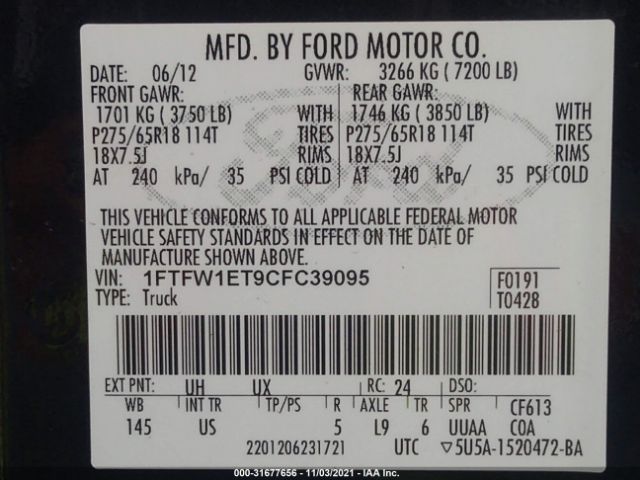 MFD. BY FORD MOTOR CO.
DATE: 06/12 GVWR: 3266 KG ( 7200 LB)
FRONT GAWR: REAR GAWR:
1701 KG ( 3750 LB) WITH 1746 KG ( 3850 LB) WITH
P275/65R18 114T TIRES P275/65R18 114T TIRES
18X7.5J RIMS 18X7.5J RIMS
AT 240 kPa/ 35 PSI COLD AT 240 kPa/ 35 PSI COLD
THIS VEHICLE CONFORMS TO ALL APPLICABLE FEDERAL MOTOR
VEHICLE SAFETY STANDARDS IN EFFECT ON THE DATE OF
MANUFACTURE SHOWN ABOVE.
VIN: 1FTFW1ET9CFC39095 F0191
TYPE: Truck T0428
EXT PNT: UH UX RC: 24 DSO:
WB INT TR TP/PS R AXLE TR SPR CF613
145 US 5 L9 6 UUAA COA
2201206231721 UTC ▽5U5A-1520472-BA
000-31677656 - 11/03/2021 - IAA Inc.